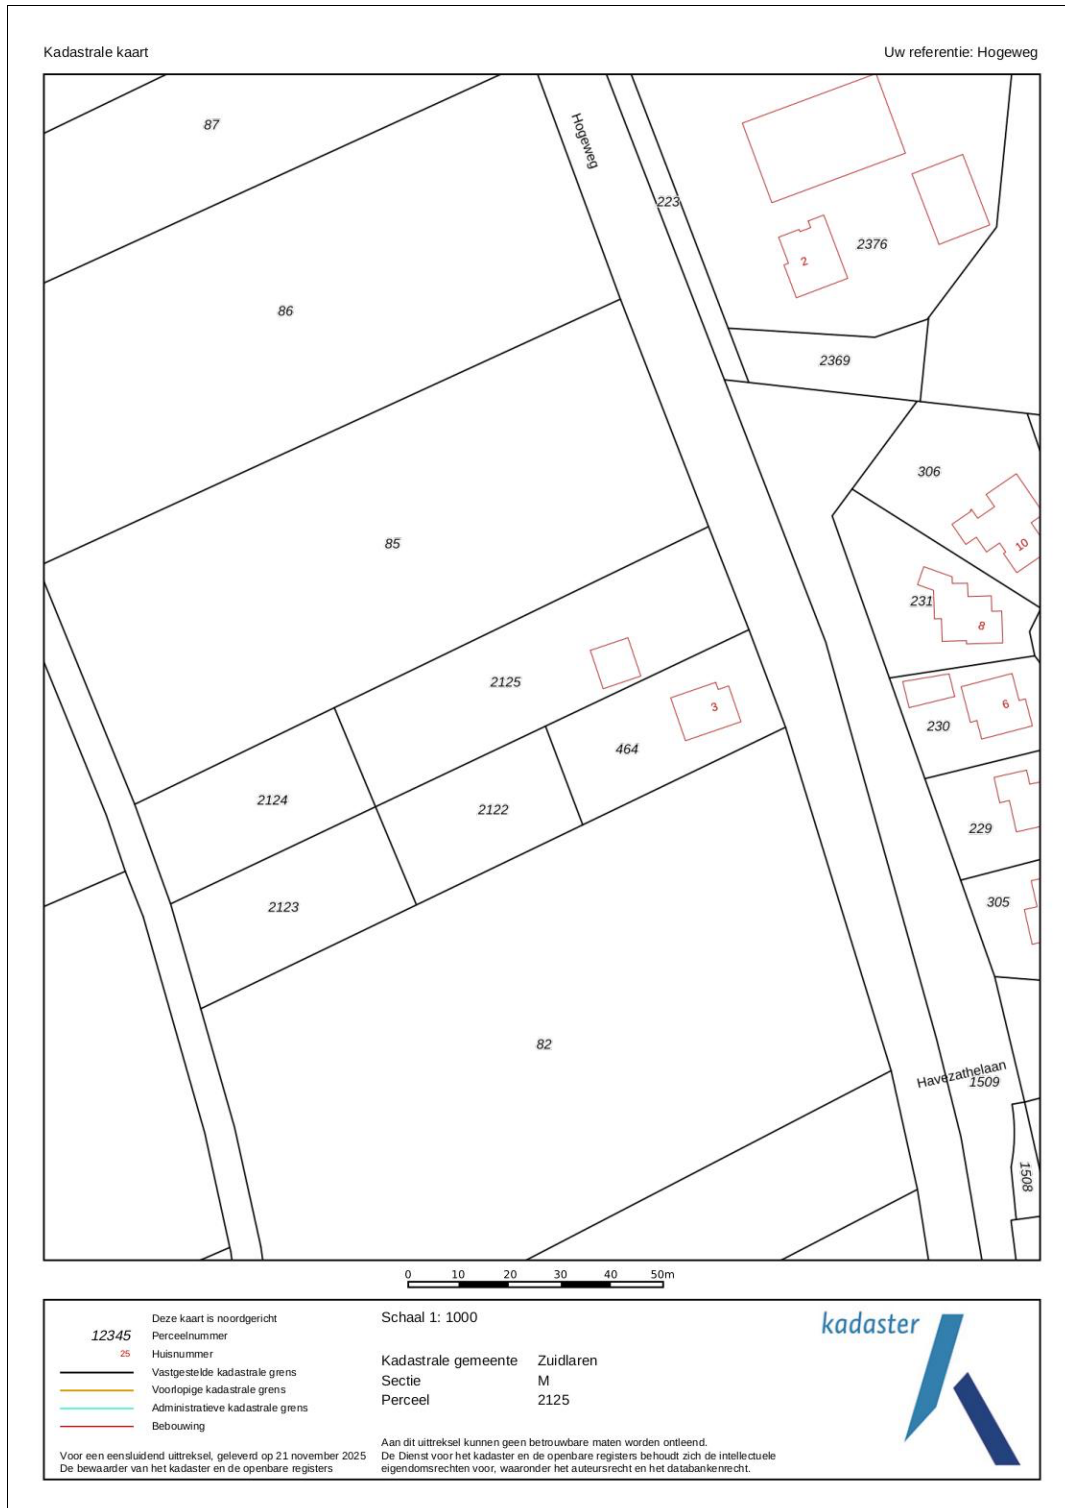 Kadastrale kaart
Uw referentie: Hogeweg
87
Hogeweg
223
2376
2
86
2369
306
10
85
231
8
2125
6
230
3
464
2124
2122
229
305
2123
82
Havezathelaan
1509
1508
0 10 20 30 40 50m
Deze kaart is noordgericht
12345 Perceelnummer
25 Huisnummer
Vastgestelde kadastrale grens
Voorlopige kadastrale grens
Administratieve kadastrale grens
Bebouwing
Voor een eensluidend uittreksel, geleverd op 21 november 2025
De bewaarder van het kadaster en de openbare registers
Schaal 1: 1000
Kadastrale gemeente Zuidlaren
Sectie M
Perceel 2125
Aan dit uittreksel kunnen geen betrouwbare maten worden ontleend.
De Dienst voor het kadaster en de openbare registers behoudt zich de intellectuele
eigendomsrechten voor, waaronder het auteursrecht en het databankenrecht.
kadaster